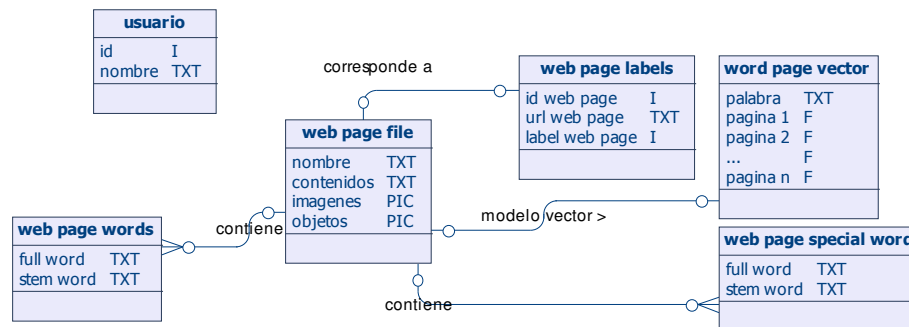 usuario
id I
nombre TXT
corresponde a
web page labels
id web page I
url web page TXT
label web page I
word page vector
palabra TXT
pagina 1 F
pagina 2 F
... F
pagina n F
web page file
nombre TXT
contenidos TXT
imagenes PIC
objetos PIC
contiene
modelo vector >
web page words
full word TXT
stem word TXT
web page special word
full word TXT
stem word TXT
contiene